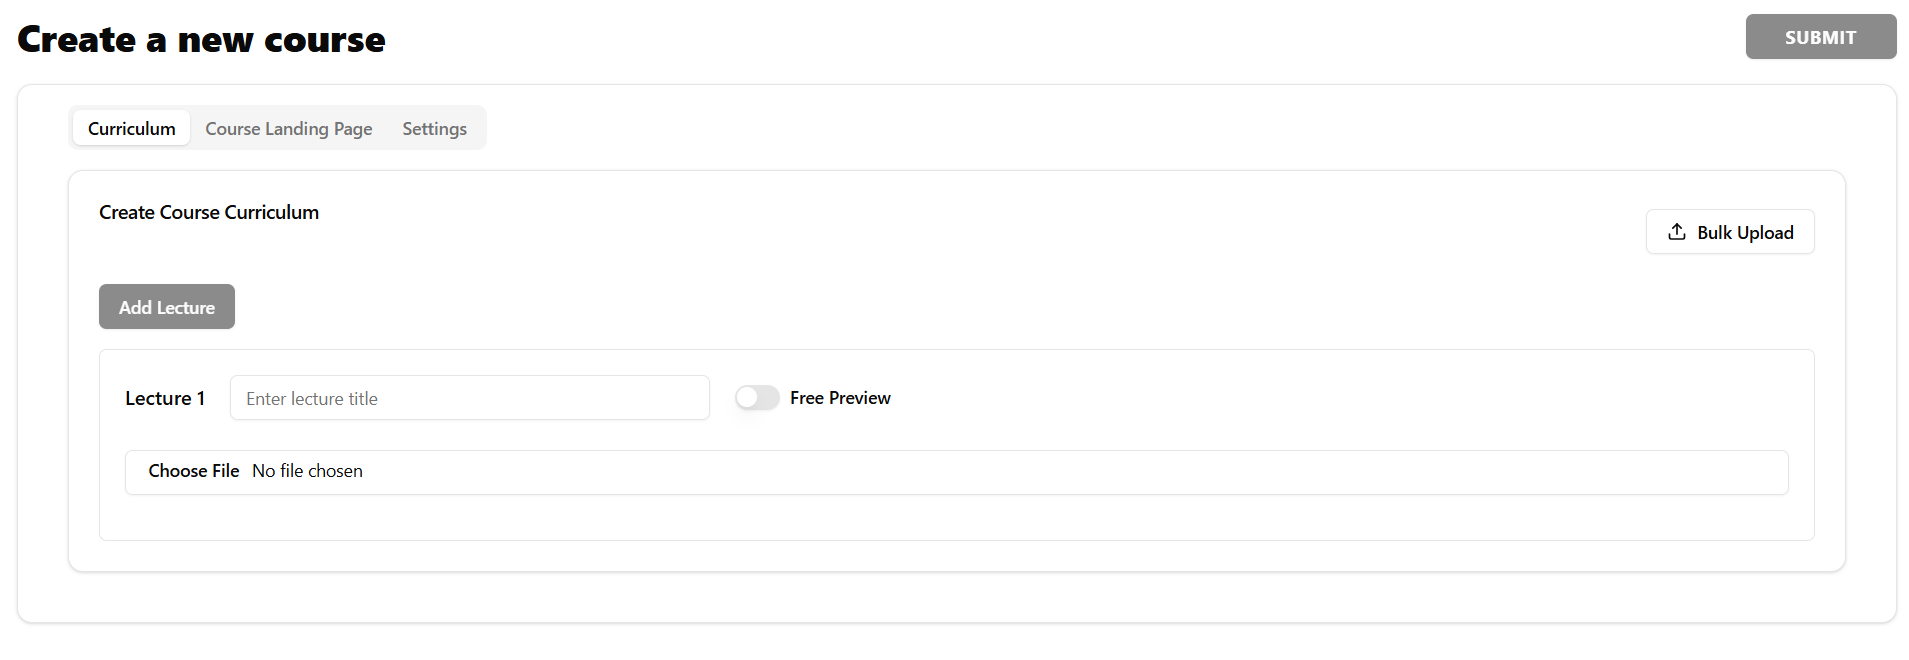 Create a new course
SUBMIT
Curriculum Course Landing Page Settings
Create Course Curriculum
Bulk Upload
Add Lecture
Lecture 1 Enter lecture title Free Preview
Choose File No file chosen